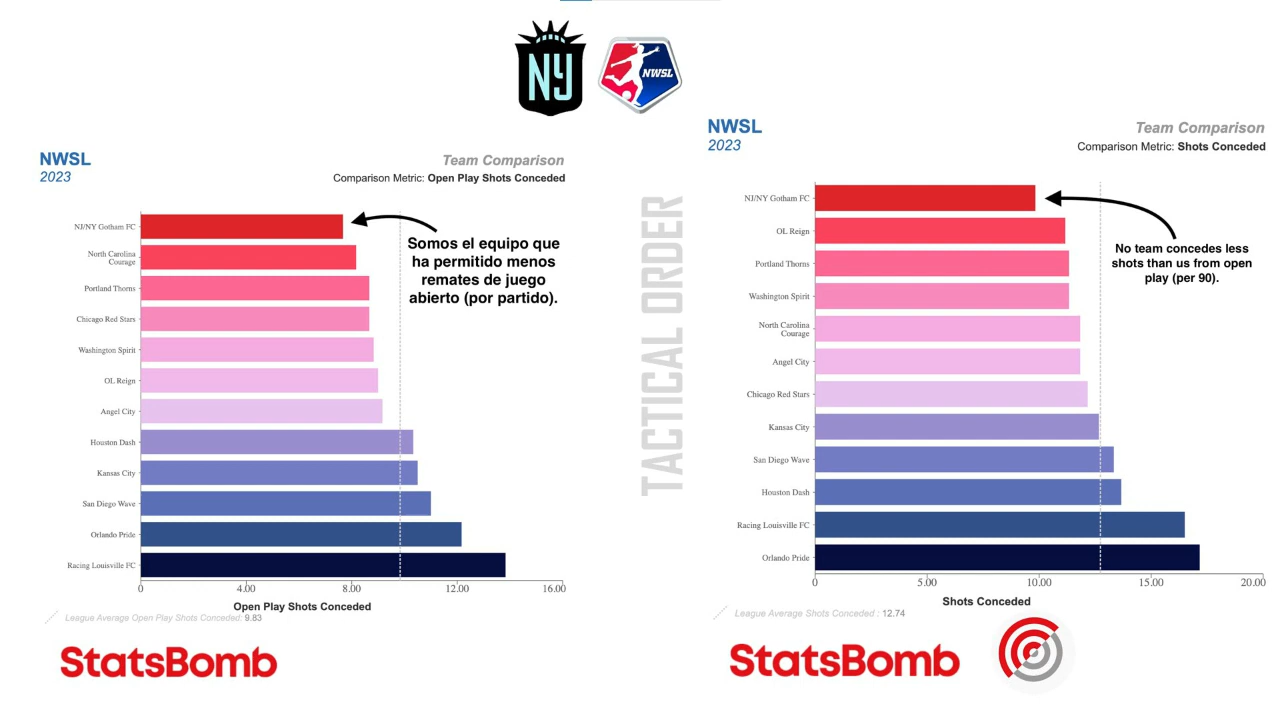 NY
NWSL
NWSL
2023
Team Comparison
Comparison Metric: Open Play Shots Conceded
NJ/NY Gotham FC
North Carolina
Courage
Portland Thorns
Chicago Red Stars
Washington Spirit
OL Reign
Angel City
Houston Dash
Kansas City
San Diego Wave
Orlando Pride
Racing Louisville FC
Somos el equipo que
ha permitido menos
remates de juego
abierto (por partido).
0 4.00 8.00 12.00 16.00
Open Play Shots Conceded
League Average Open Play Shots Conceded: 9.83
StatsBomb
TACTICAL ORDER
NWSL
2023
Team Comparison
Comparison Metric: Shots Conceded
NJ/NY Gotham FC
OL Reign
Portland Thorns
Washington Spirit
North Carolina
Courage
Angel City
Chicago Red Stars
Kansas City
San Diego Wave
Houston Dash
Racing Louisville FC
Orlando Pride
No team concedes less
shots than us from open
play (per 90).
0 5.00 10.00 15.00 20.00
Shots Conceded
League Average Shots Conceded : 12.74
StatsBomb